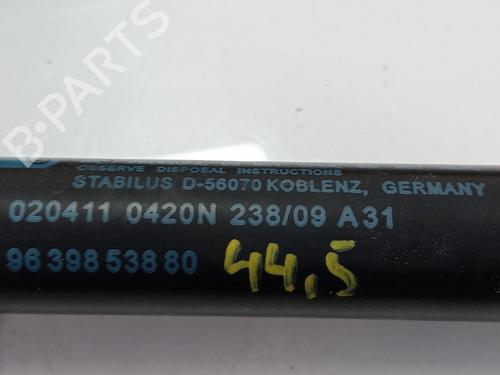 B-PARTS
OBSERVE DISPOSAL INSTRUCTIONS
STABILUS D-56070 KOBLENZ, GERMANY
020411 0420N 238/09 A31
96 398 538 80
44,5